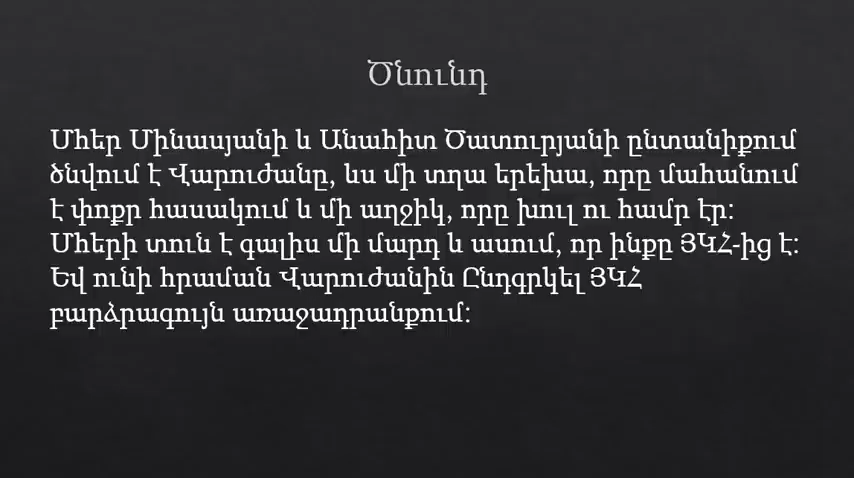 Ծնունդ
Մհեր Մինասյանի և Անահիտ Ծատուրյանի ընտանիքում
ծնվում է Վարուժանը, ևս մի տղա երեխա, որը մահանում
է փոքր հասակում և մի աղջիկ, որը խուլ ու համր էր:
Մհերի տուն է գալիս մի մարդ և ասում, որ ինքը ՅԿՀ-ից է:
Եվ ունի հրաման Վարուժանին Ընդգրկել ՅԿՀ
բարձրագույն առաջադրանքում: